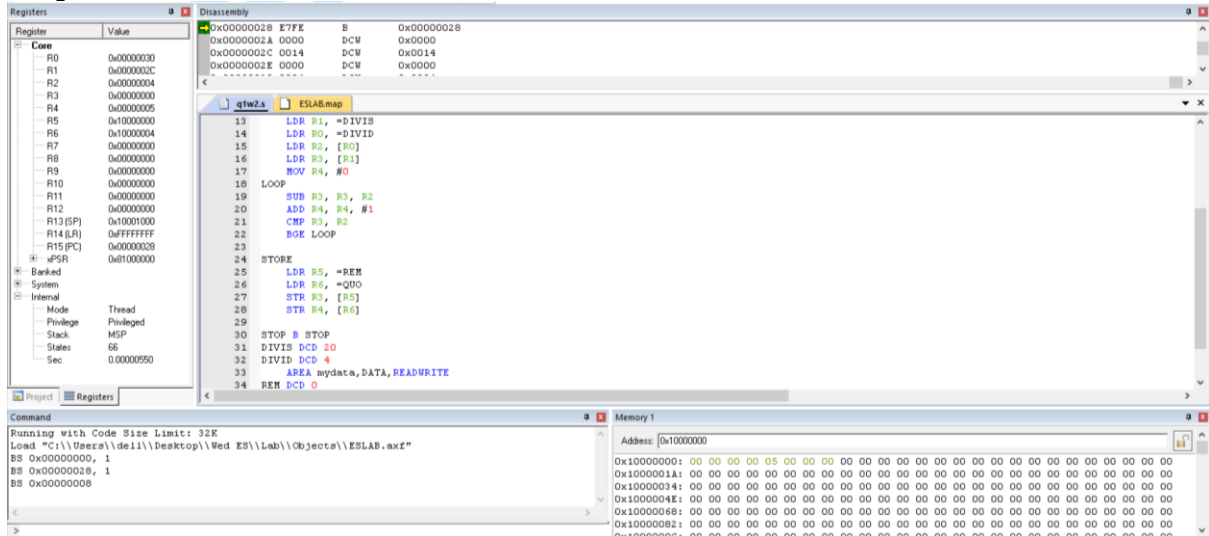 Registers
Register Value
Core
R0 0x00000030
R1 0x0000002C
R2 0x00000004
R3 0x00000000
R4 0x00000005
R5 0x10000000
R6 0x10000004
R7 0x00000000
R8 0x00000000
R9 0x00000000
R10 0x00000000
R11 0x00000000
R12 0x00000000
R13 (SP) 0x10001000
R14 (LR) 0xFFFFFFFF
R15 (PC) 0x00000028
xPSR 0x81000000
Banked
System
Internal
Mode Thread
Privilege Privileged
Stack MSP
States 66
Sec 0.00000550
Project Registers
Disassembly
0x00000028 E7FE B 0x00000028
0x0000002A 0000 DCW 0x0000
0x0000002C 0014 DCW 0x0014
0x0000002E 0000 DCW 0x0000
q1w2.s ESLAB.map
13 LDR R1, =DIVIS
14 LDR R0, =DIVID
15 LDR R2, [R0]
16 LDR R3, [R1]
17 MOV R4, #0
18 LOOP
19 SUB R3, R3, R2
20 ADD R4, R4, #1
21 CMP R3, R2
22 BGE LOOP
23
24 STORE
25 LDR R5, =REM
26 LDR R6, =QUO
27 STR R3, [R5]
28 STR R4, [R6]
29
30 STOP B STOP
31 DIVIS DCD 20
32 DIVID DCD 4
33 AREA mydata,DATA,READWRITE
34 REM DCD 0
Command
Running with Code Size Limit: 32K
Load "C:\\Users\\dell\\Desktop\\Wed ES\\Lab\\Objects\\ESLAB.axf"
BS 0x00000000, 1
BS 0x00000028, 1
BS 0x00000008
>
Memory 1
Address: 0x10000000
0x10000000: 00 00 00 00 05 00 00 00 00 00 00 00 00 00 00 00 00 00 00 00 00 00 00 00 00 00
0x1000001A: 00 00 00 00 00 00 00 00 00 00 00 00 00 00 00 00 00 00 00 00 00 00 00 00 00 00
0x10000034: 00 00 00 00 00 00 00 00 00 00 00 00 00 00 00 00 00 00 00 00 00 00 00 00 00 00
0x1000004E: 00 00 00 00 00 00 00 00 00 00 00 00 00 00 00 00 00 00 00 00 00 00 00 00 00 00
0x10000068: 00 00 00 00 00 00 00 00 00 00 00 00 00 00 00 00 00 00 00 00 00 00 00 00 00 00
0x10000082: 00 00 00 00 00 00 00 00 00 00 00 00 00 00 00 00 00 00 00 00 00 00 00 00 00 00